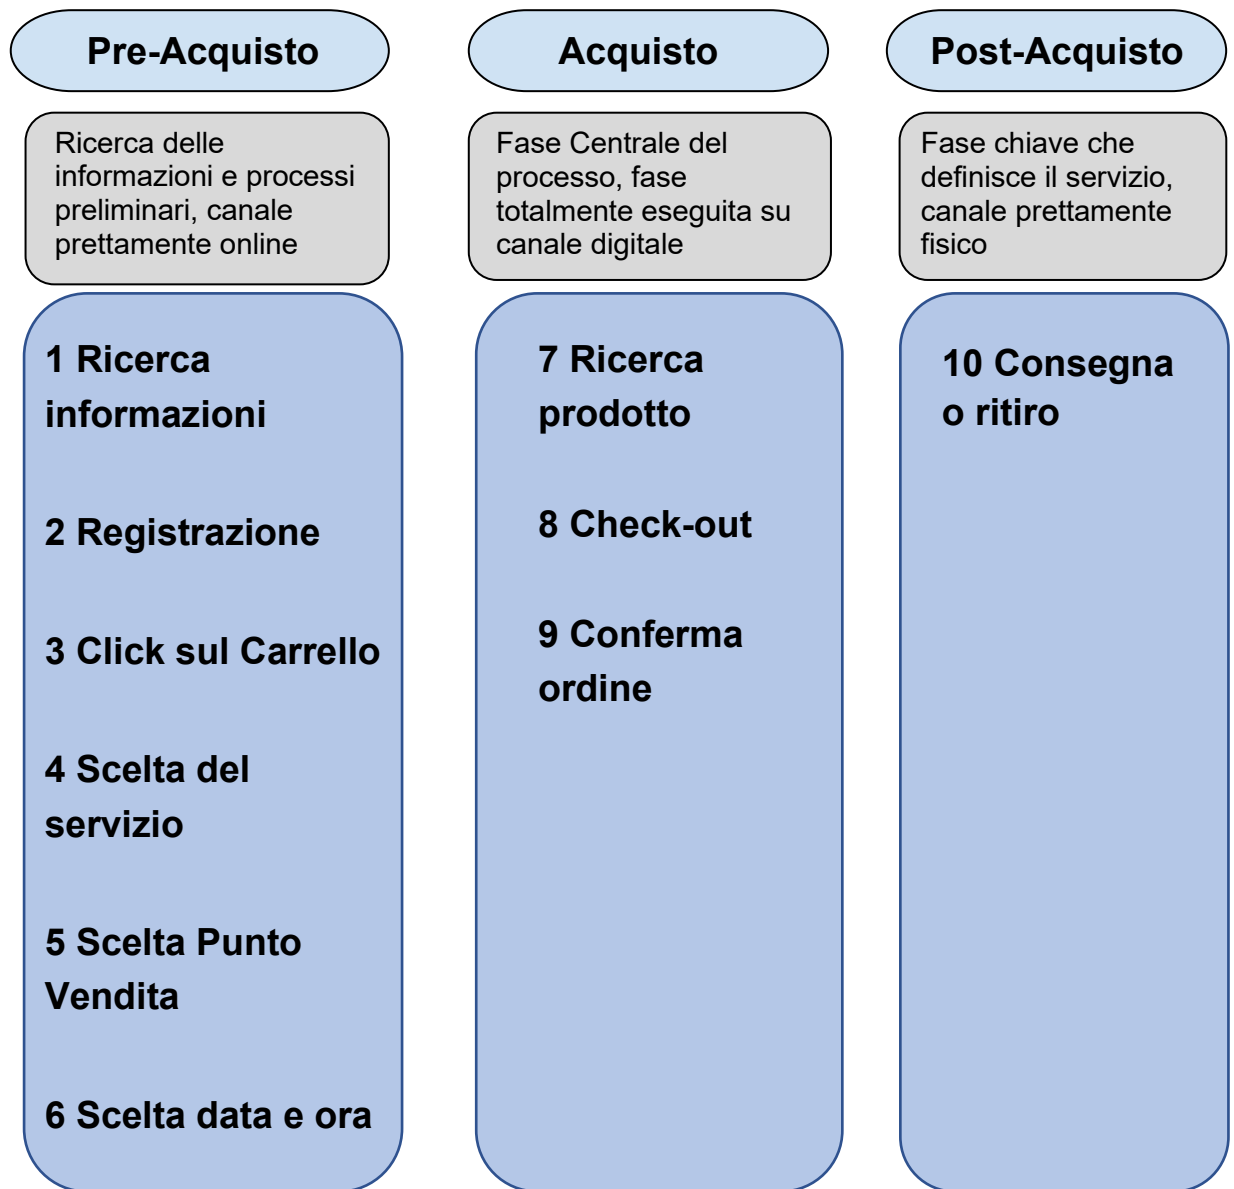 Pre-Acquisto
Ricerca delle
informazioni e processi
preliminari, canale
prettamente online
1 Ricerca
informazioni
2 Registrazione
3 Click sul Carrello
4 Scelta del
servizio
5 Scelta Punto
Vendita
6 Scelta data e ora
Acquisto
Fase Centrale del
processo, fase
totalmente eseguita su
canale digitale
7 Ricerca
prodotto
8 Check-out
9 Conferma
ordine
Post-Acquisto
Fase chiave che
definisce il servizio,
canale prettamente
fisico
10 Consegna
o ritiro